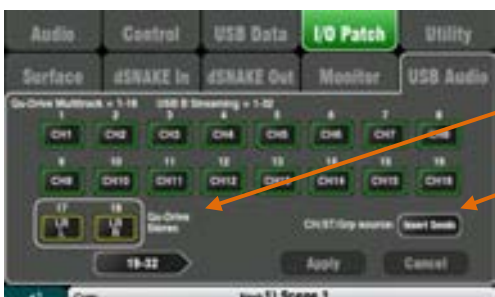 Audio Control USB Data I/O Patch Utility
Surface dSNAKE In dSNAKE Out Monitor USB Audio
Qu-Drive Multitrack = 1-18 USB B Streaming = 1-32
1 2 3 4 5 6 7 8
CH1 CH2 CH3 CH4 CH5 CH6 CH7 CH8
9 10 11 12 13 14 15 16
CH9 CH10 CH11 CH12 CH13 CH14 CH15 CH16
17 18
LR L LR R Qu-Drive Stereo
CH/ST/Grp source: Insert Sends
19-32 Apply Cancel
Scene 1